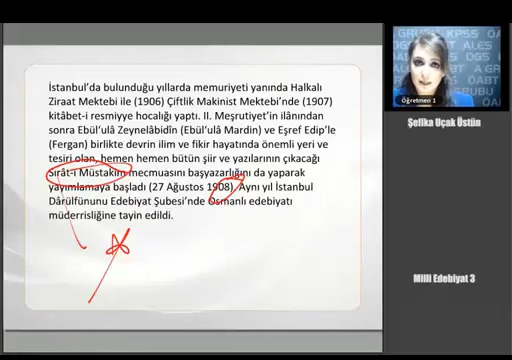 İstanbul'da bulunduğu yıllarda memuriyeti yanında Halkalı
Ziraat Mektebi ile (1906) Çiftlik Makinist Mektebi'nde (1907)
kitâbet-i resmiyye hocalığı yaptı. II. Meşrutiyet'in ilânından
sonra Ebül'ulâ Zeynelâbidîn (Ebül'ulâ Mardin) ve Eşref Edip'le
(Fergan) birlikte devrin ilim ve fikir hayatında önemli yeri ve
tesiri olan, hemen hemen bütün şiir ve yazılarının çıkacağı
Sırât-ı Müstakim mecmuasını başyazarlığını da yaparak
yayımlamaya başladı (27 Ağustos 1908). Aynı yıl İstanbul
Dârülfünunu Edebiyat Şubesi'nde Osmanlı edebiyatı
müderrisliğine tayin edildi.
Öğretmen 1
Şefika Uçak Üstün
Milli Edebiyat 3